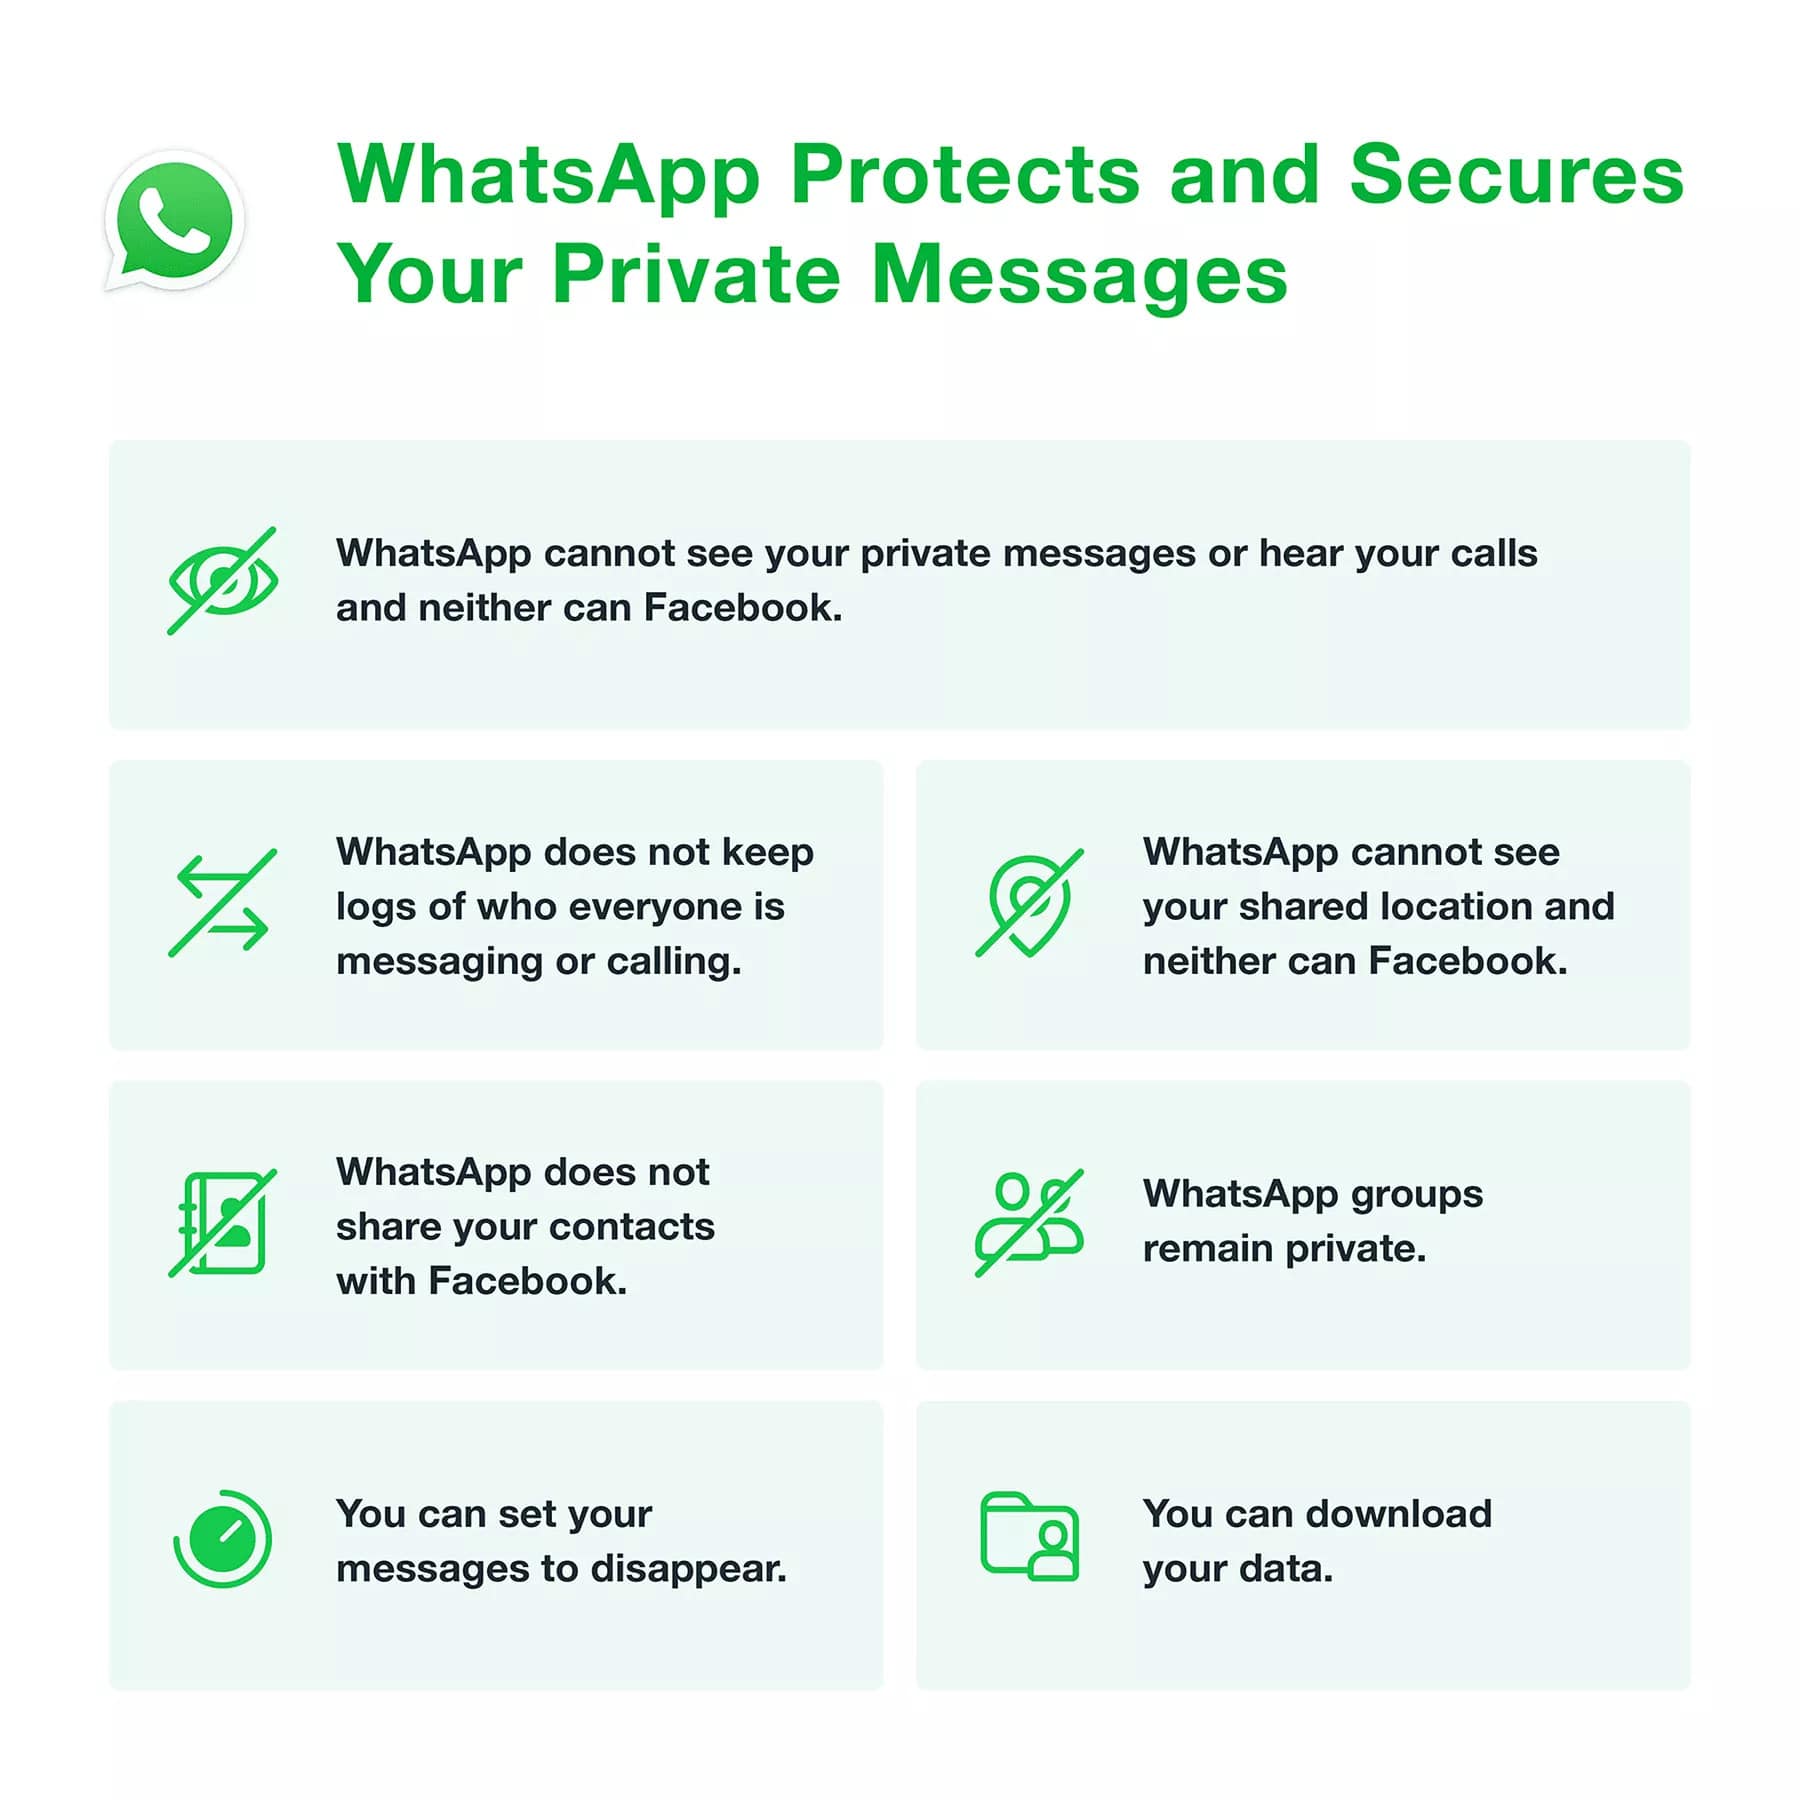 WhatsApp Protects and Secures
Your Private Messages
WhatsApp cannot see your private messages or hear your calls
and neither can Facebook.
WhatsApp does not keep
logs of who everyone is
messaging or calling.
WhatsApp cannot see
your shared location and
neither can Facebook.
WhatsApp does not
share your contacts
with Facebook.
WhatsApp groups
remain private.
You can set your
messages to disappear.
You can download
your data.